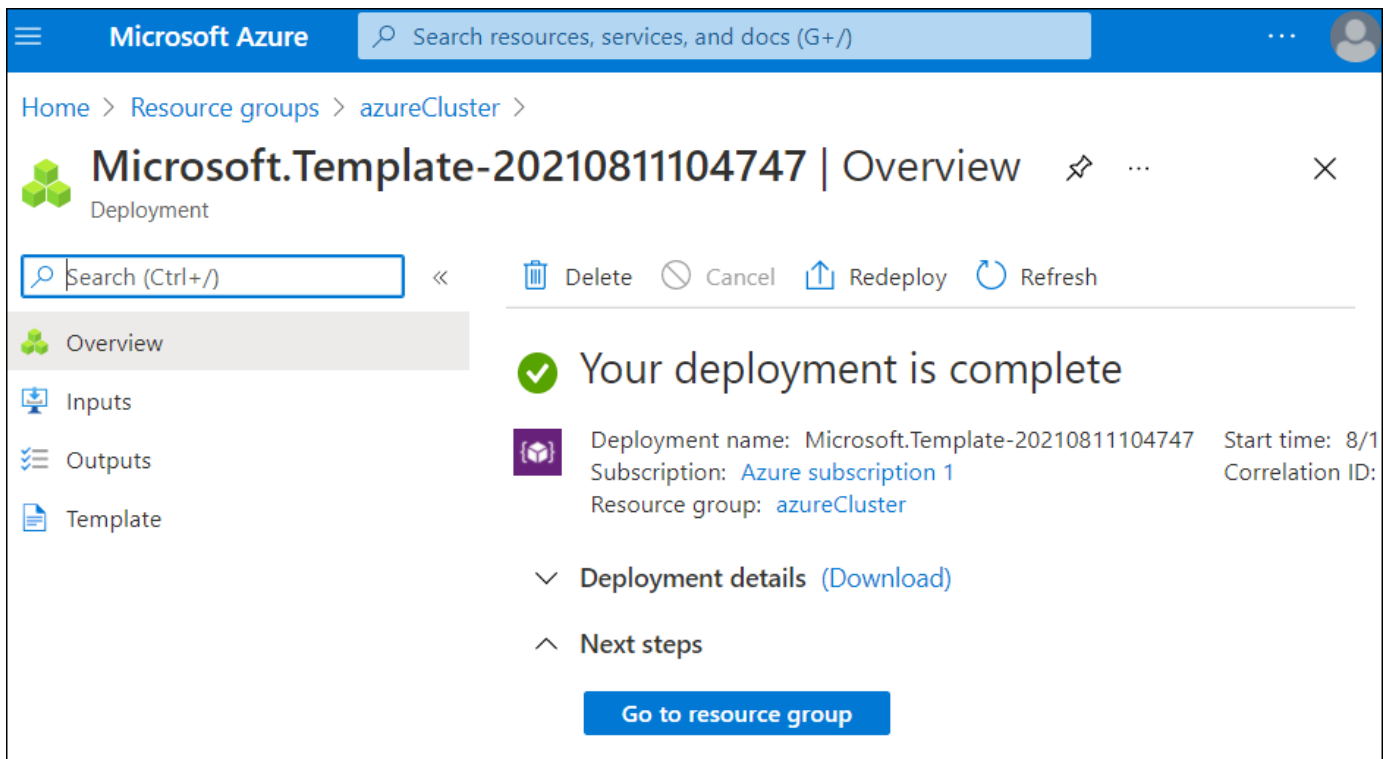 Microsoft Azure
Search resources, services, and docs (G+/)
...
Home > Resource groups > azureCluster >
Microsoft.Template-20210811104747 | Overview
...
Deployment
Search (Ctrl+/)
«
Delete
Cancel
Redeploy
Refresh
Overview
Inputs
Outputs
Template
Your deployment is complete
Deployment name: Microsoft.Template-20210811104747 Start time: 8/1
Subscription: Azure subscription 1 Correlation ID:
Resource group: azureCluster
Deployment details (Download)
Next steps
Go to resource group